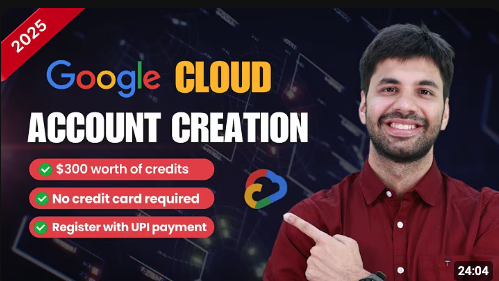 2025
Google CLOUD
ACCOUNT CREATION
$300 worth of credits
No credit card required
Register with UPI payment
24:04